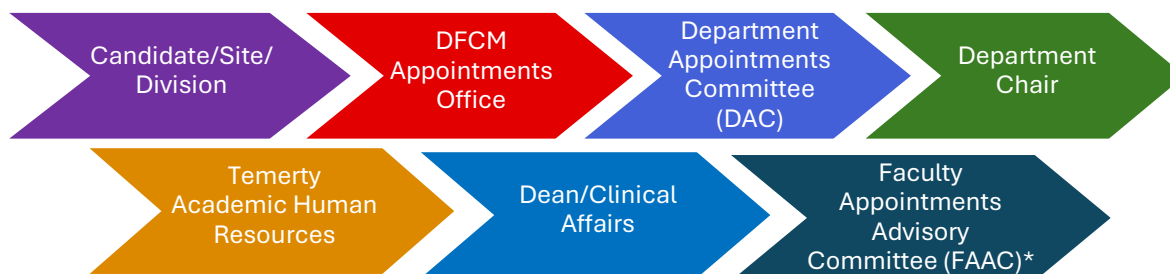 Candidate/Site/
Division
DFCM
Appointments
Office
Department
Appointments
Committee
(DAC)
Department
Chair
Temerty
Academic Human
Resources
Dean/Clinical
Affairs
Faculty
Appointments
Advisory
Committee (FAAC)*